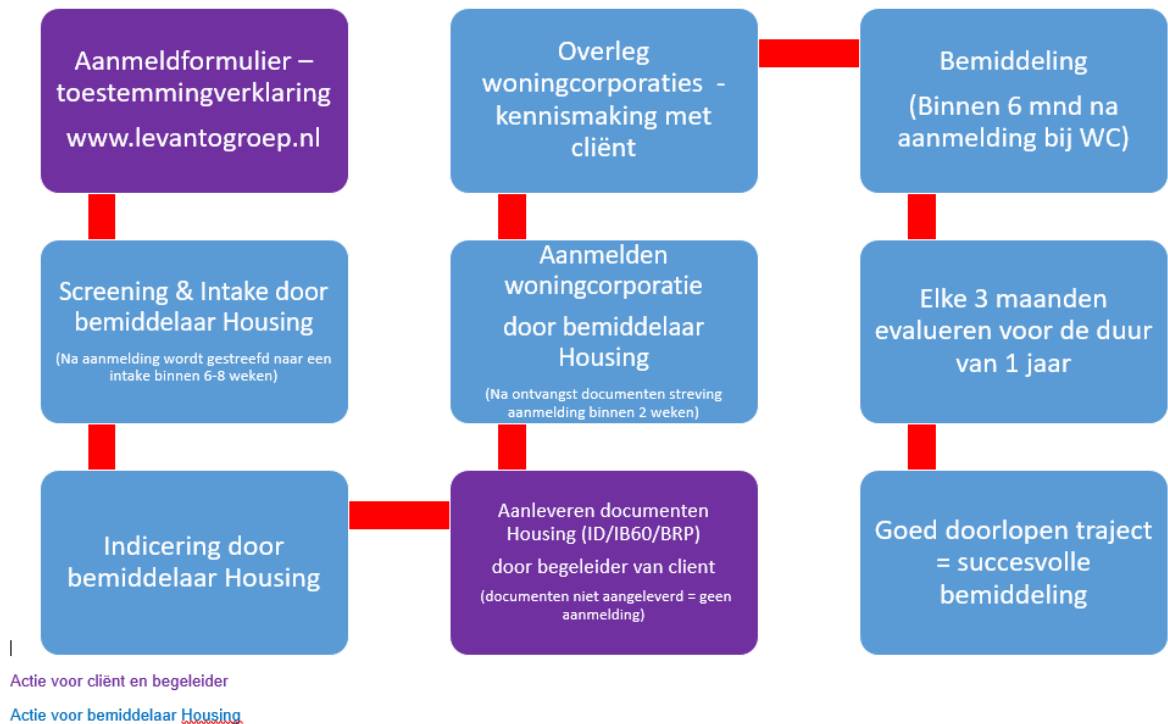 Aanmeldformulier –
toestemmingverklaring
www.levantogroep.nl
Screening & Intake door
bemiddelaar Housing
(Na aanmelding wordt gestreefd naar een
intake binnen 6-8 weken)
Indicering door
bemiddelaar Housing
Aanleveren documenten
Housing (ID/IB60/BRP)
door begeleider van client
(documenten niet aangeleverd = geen
aanmelding)
Aanmelden
woningcorporatie
door bemiddelaar
Housing
(Na ontvangst documenten streving
aanmelding binnen 2 weken)
Overleg
woningcorporaties -
kennismaking met
cliënt
Bemiddeling
(Binnen 6 mnd na
aanmelding bij WC)
Elke 3 maanden
evalueren voor de duur
van 1 jaar
Goed doorlopen traject
= succesvolle
bemiddeling
Actie voor cliënt en begeleider
Actie voor bemiddelaar Housing